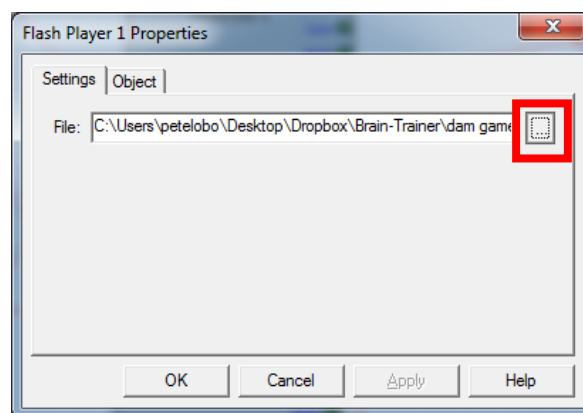 Flash Player 1 Properties
Settings Object
File: C:\Users\petelobo\Desktop\Dropbox\Brain-Trainer\dam game ...
OK Cancel Apply Help